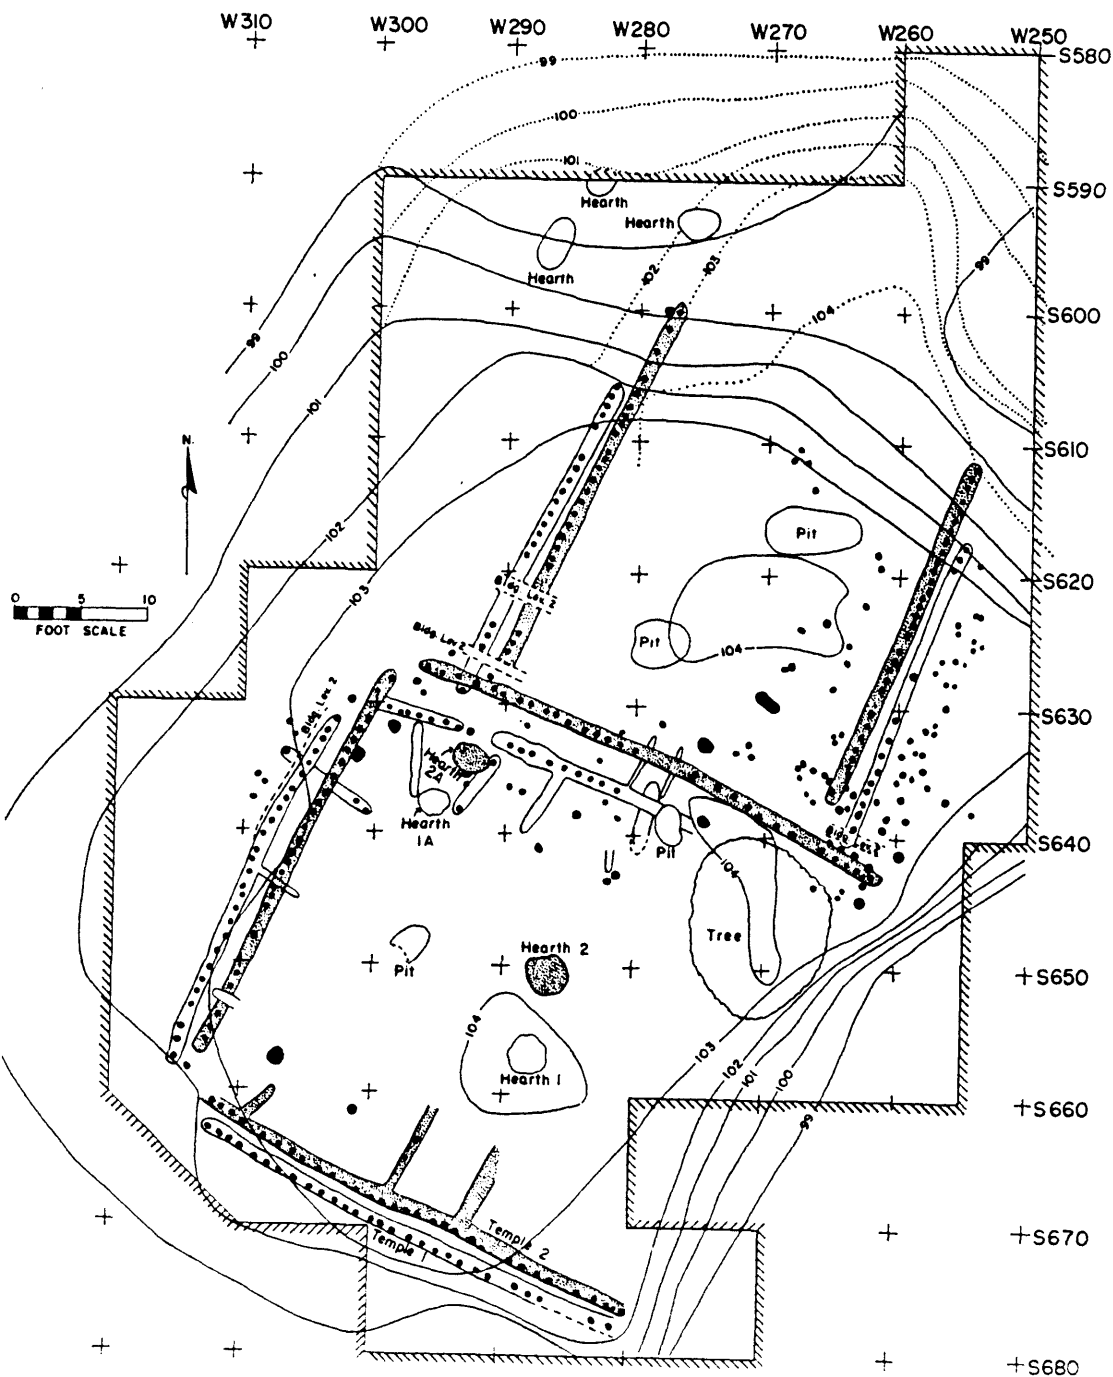 W310
W300
W290
W280
W270
W260
W250
S580
99
100
101
S590
Hearth
Hearth
Hearth
102
103
99
104
S600
99
100
101
N.
S610
Pit
102
S620
0 5 10
FOOT SCALE
103
Bldg. Lev. 2
Bldg. Lev. 2
Pit
104
Bldg. Lev. 2
S630
Hearth
2A
Hearth
1A
Pit
S640
104
Tree
Pit
Hearth 2
S650
104
Hearth 1
103
102
101
100
99
S660
Temple 2
Temple 1
S670
S680